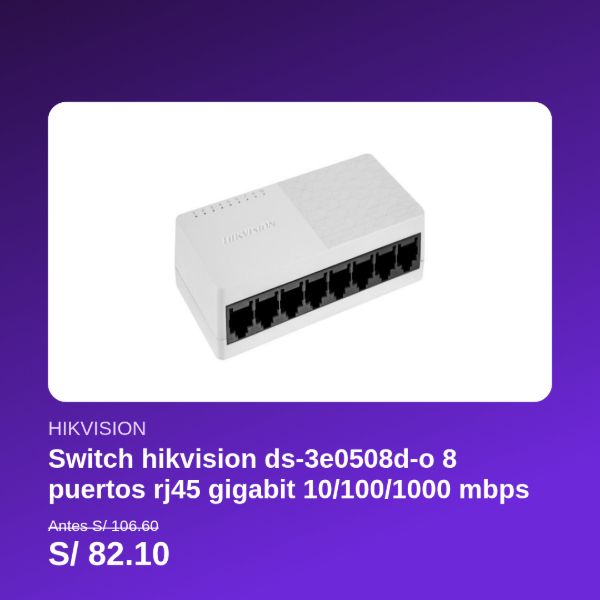 HIKVISION
HIKVISION
Switch hikvision ds-3e0508d-o 8
puertos rj45 gigabit 10/100/1000 mbps
Antes S/ 106.60
S/ 82.10